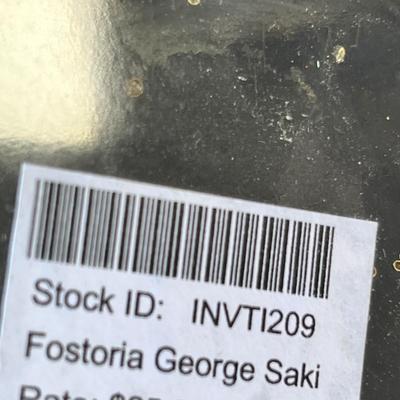 Stock ID: INVTI209
Fostoria George Saki